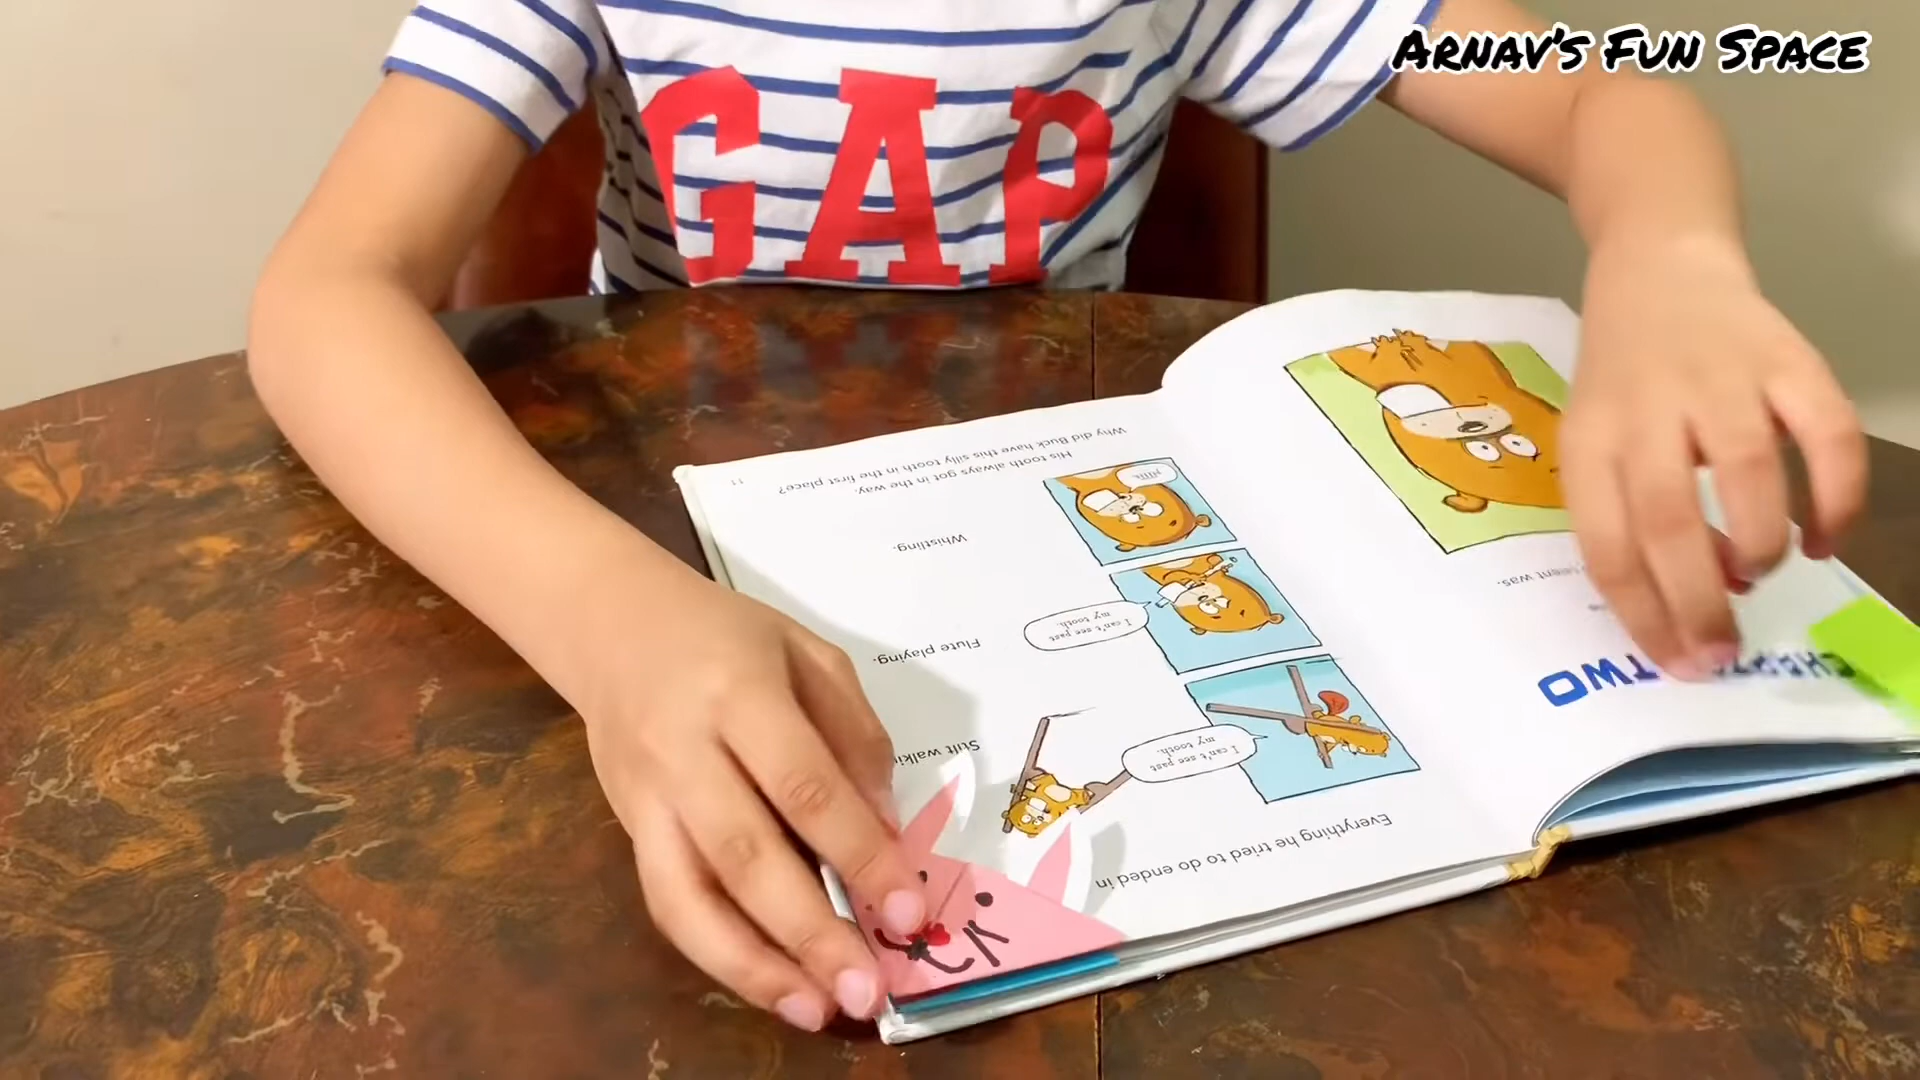 ARNAV'S FUN SPACE
GAP
TWO
talent was.
Everything he tried to do ended in
I can't see past
my tooth.
I can't see past
my tooth.
Flute playing.
Whistling.
His tooth always got in the way.
Why did Buck have this silly tooth in the first place?
11